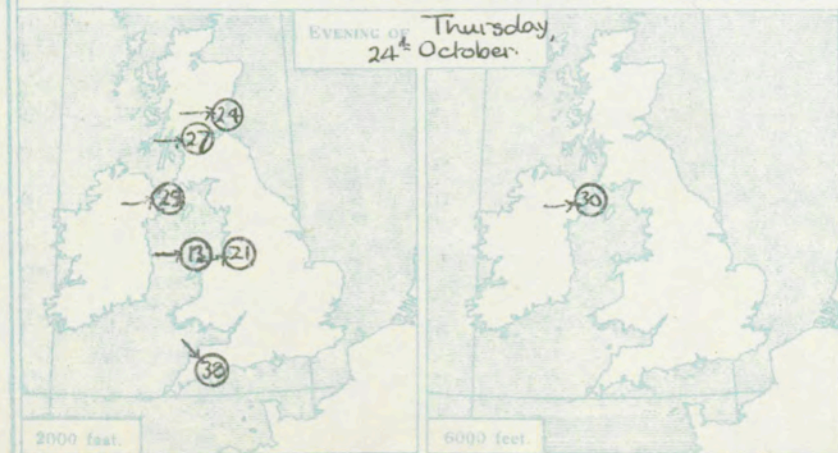 EVENING OF Thursday,
24th October.
24
27
25
30
13 21
38
2000 feet.
6000 feet.